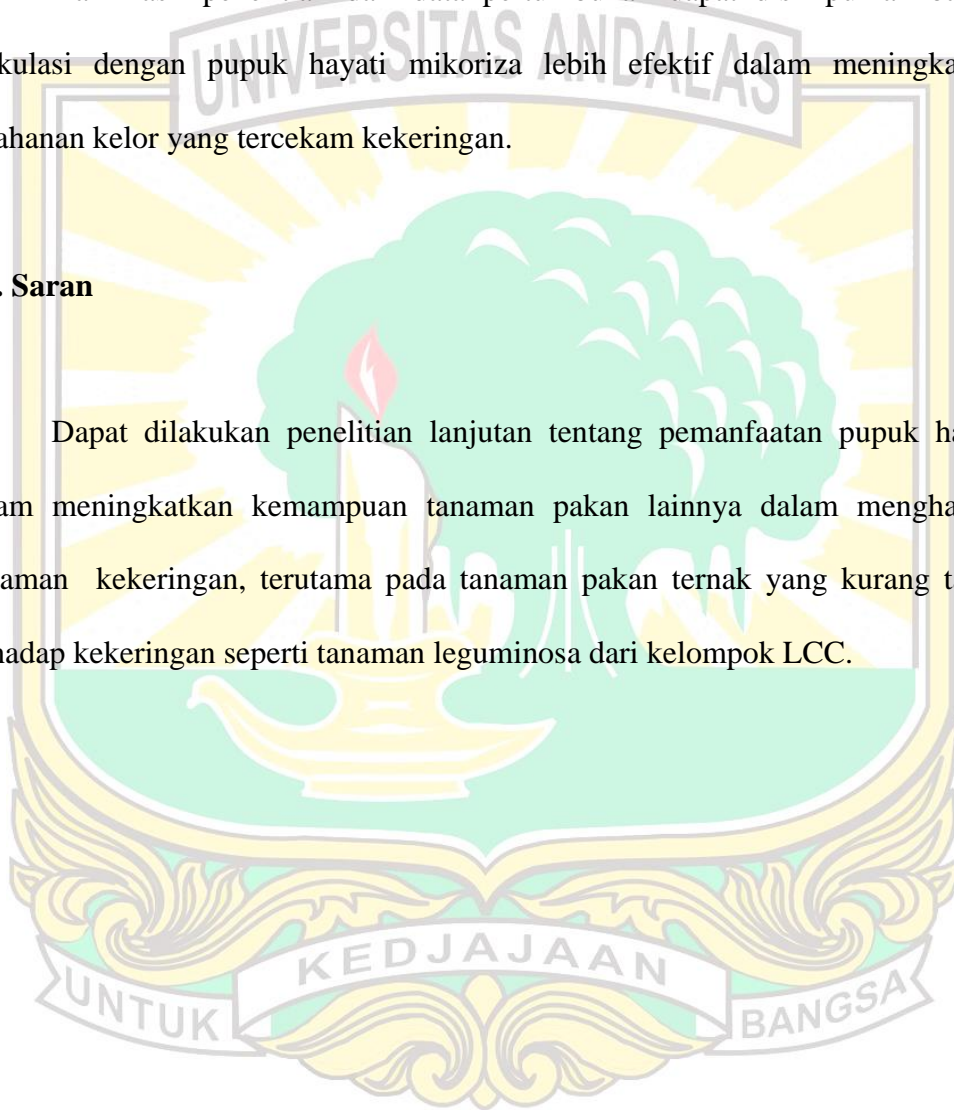 UNIVERSITAS ANDALAS
kulasi dengan pupuk hayati mikoriza lebih efektif dalam meningka
ahanan kelor yang tercekam kekeringan.
. Saran
Dapat dilakukan penelitian lanjutan tentang pemanfaatan pupuk ha
am meningkatkan kemampuan tanaman pakan lainnya dalam mengha
aman kekeringan, terutama pada tanaman pakan ternak yang kurang ta
hadap kekeringan seperti tanaman leguminosa dari kelompok LCC.
UNTUK KEDJAJAAN BANGSA